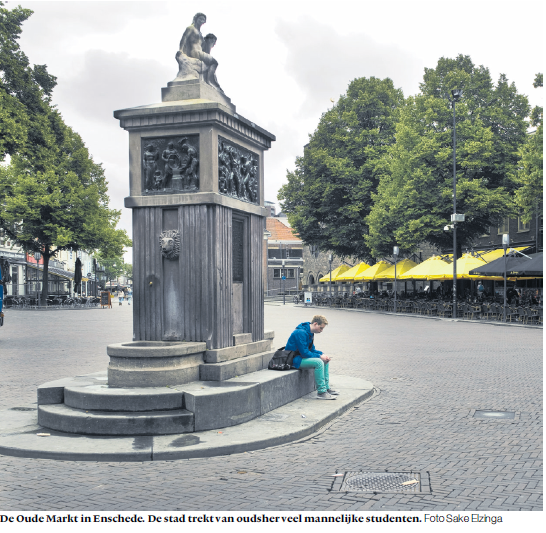 De Oude Markt in Enschede. De stad trekt van oudsher veel mannelijke studenten. Foto Sake Elzinga